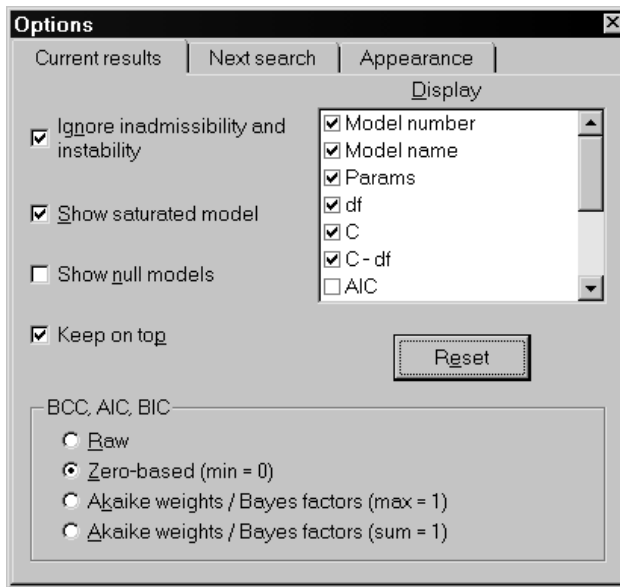 Options
Current results
Next search
Appearance
Display
Ignore inadmissibility and
instability
Show saturated model
Show null models
Keep on top
Model number
Model name
Params
df
C
C - df
AIC
Reset
BCC, AIC, BIC
Raw
Zero-based (min = 0)
Akaike weights / Bayes factors (max = 1)
Akaike weights / Bayes factors (sum = 1)